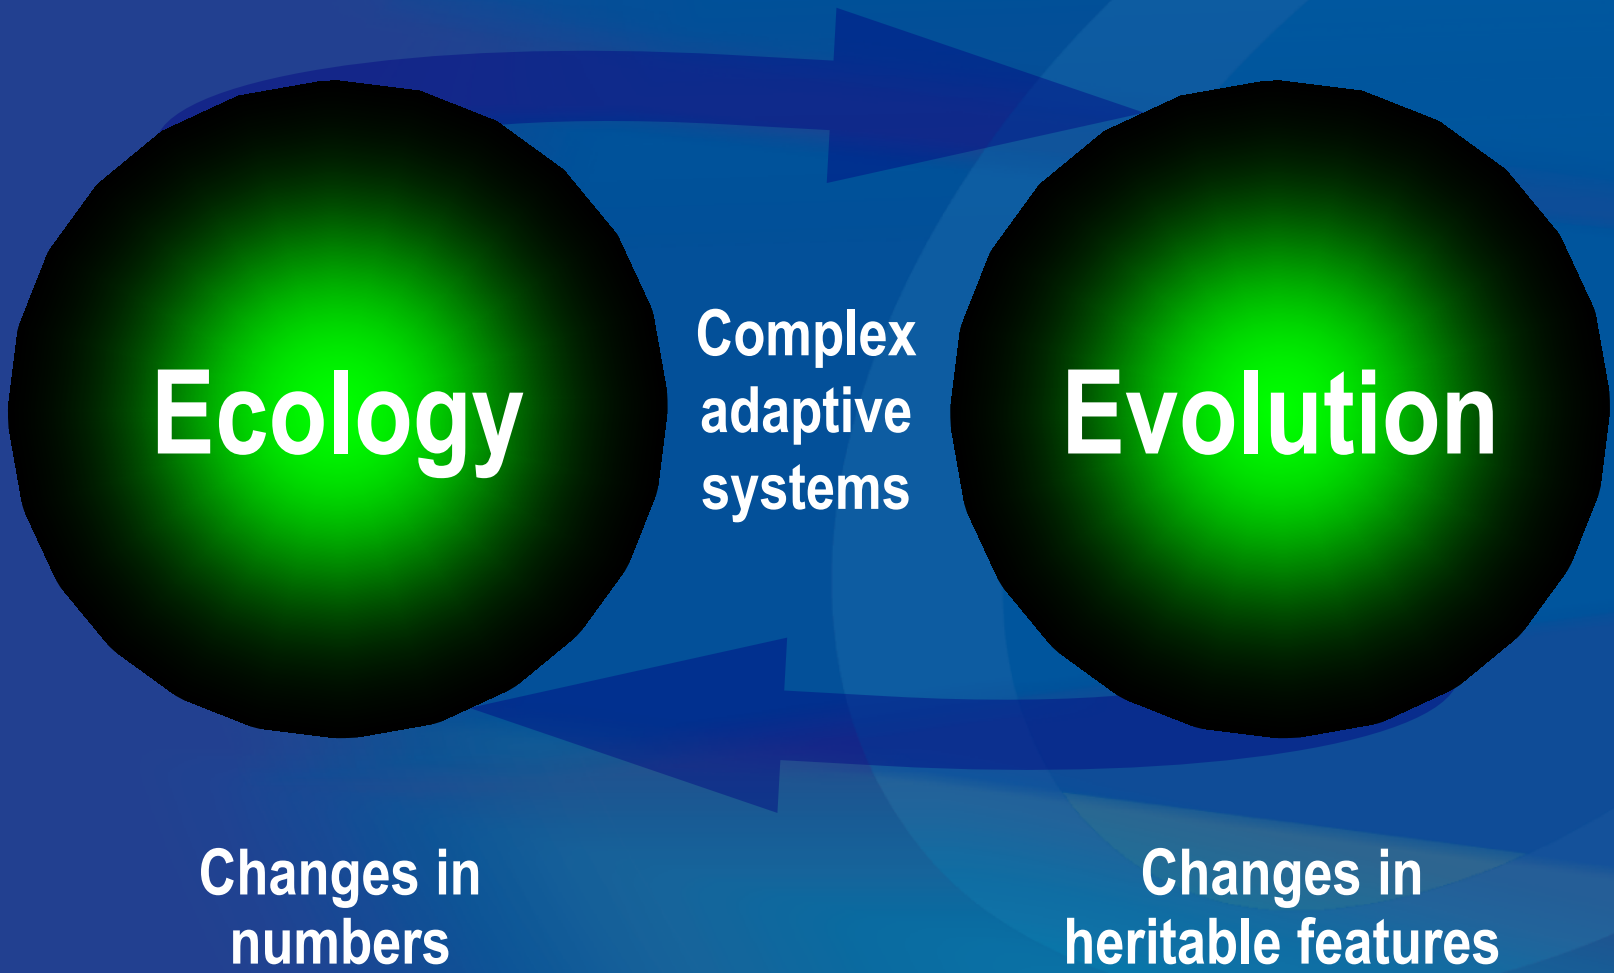 Ecology
Complex
adaptive
systems
Evolution
Changes in
numbers
Changes in
heritable features